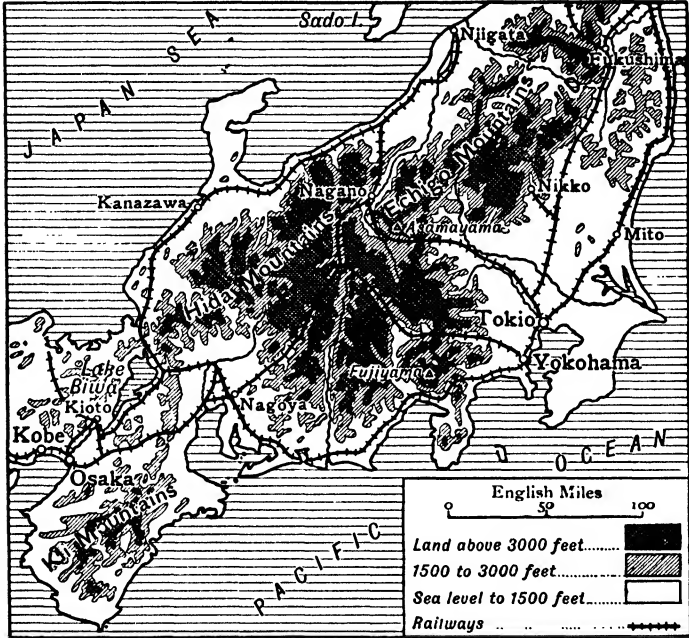 Sado I.
JAPAN SEA
Niigata
Fukushima
Echigo Mountains
Nagano
Nikko
Kanazawa
Asamayama
Mito
Hida Mountains
Tokio
Lake
Biwa
Fujiyama
Yokohama
Kioto
Nagoya
Kobe
Osaka
OCEAN
Kii Mountains
PACIFIC
English Miles
0 50 100
Land above 3000 feet........
1500 to 3000 feet............
Sea level to 1500 feet......
Railways .. .. .. ......